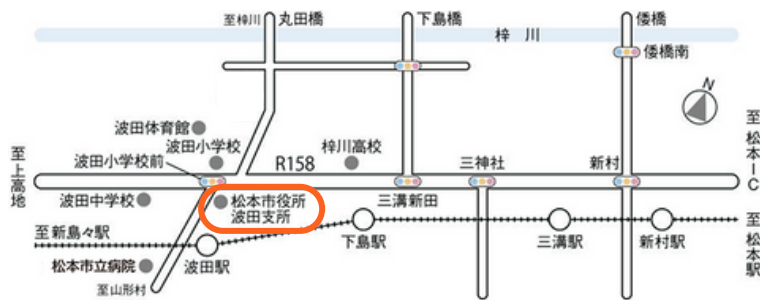 至梓川
丸田橋
下島橋
倭橋
梓川
倭橋南
N
波田体育館
波田小学校
梓川高校
至松本IC
至上高地
波田小学校前
R158
三神社
新村
波田中学校
松本市役所
波田支所
三溝新田
至新島々駅
下島駅
三溝駅
新村駅
至松本駅
松本市立病院
波田駅
至山形村